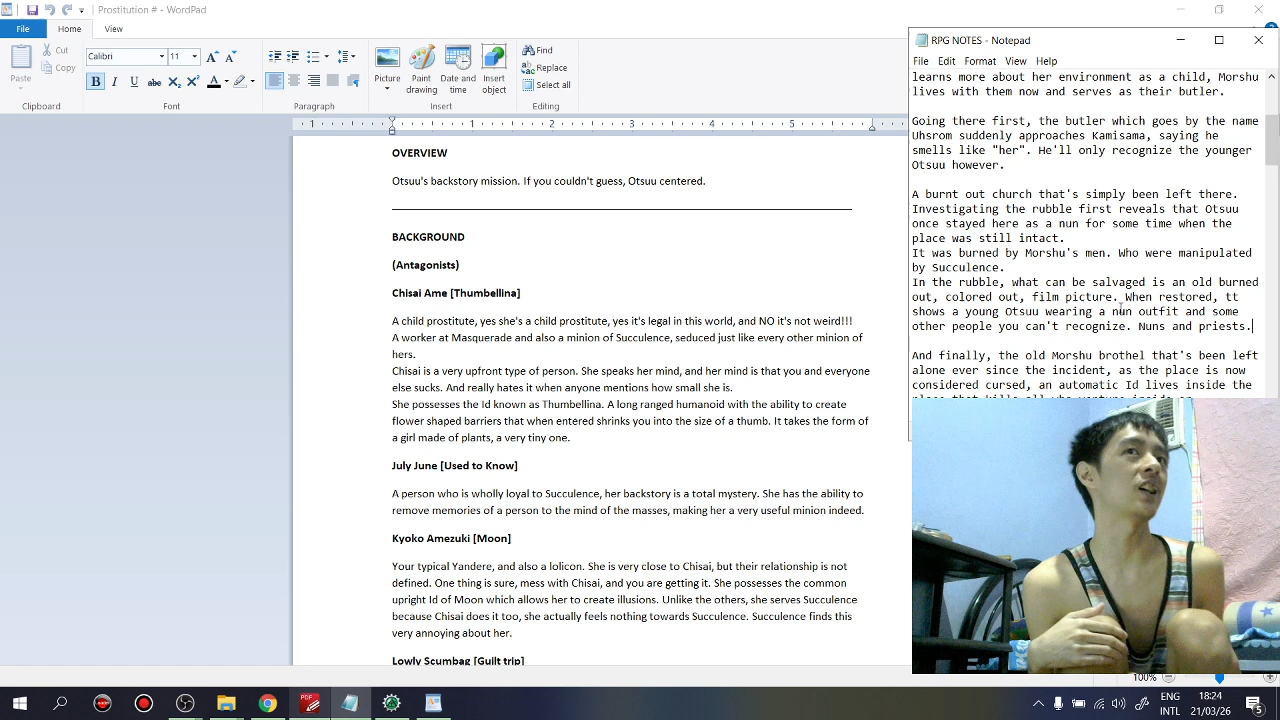 Prostitution # - WordPad
File
Home
View
Paste
Cut
Copy
Clipboard
Calibri
11
B I U abc X₂ X² A
Font
Paragraph
Picture
Paint drawing
Date and time
Insert object
Insert
Find
Replace
Select all
Editing
1 1 2 3 4 5
OVERVIEW
Otsuu's backstory mission. If you couldn't guess, Otsuu centered.
BACKGROUND
(Antagonists)
Chisai Ame [Thumbellina]
A child prostitute, yes she's a child prostitute, yes it's legal in this world, and NO it's not weird!!!
A worker at Masquerade and also a minion of Succulence, seduced just like every other minion of
hers.
Chisai is a very upfront type of person. She speaks her mind, and her mind is that you and everyone
else sucks. And really hates it when anyone mentions how small she is.
She possesses the Id known as Thumbellina. A long ranged humanoid with the ability to create
flower shaped barriers that when entered shrinks you into the size of a thumb. It takes the form of
a girl made of plants, a very tiny one.
July June [Used to Know]
A person who is wholly loyal to Succulence, her backstory is a total mystery. She has the ability to
remove memories of a person to the mind of the masses, making her a very useful minion indeed.
Kyoko Amezuki [Moon]
Your typical Yandere, and also a lolicon. She is very close to Chisai, but their relationship is not
defined. One thing is sure, mess with Chisai, and you are getting it. She possesses the common
upright Id of Moon which allows her to create illusions. Unlike the others, she serves Succulence
because Chisai does it too, she actually feels nothing towards Succulence. Succulence finds this
very annoying about her.
Lowly Scumbag [Guilt trip]
RPG NOTES - Notepad
File Edit Format View Help
learns more about her environment as a child, Morshu
lives with them now and serves as their butler.
Going there first, the butler which goes by the name
Uhsrom suddenly approaches Kamisama, saying he
smells like "her". He'll only recognize the younger
Otsuu however.
A burnt out church that's simply been left there.
Investigating the rubble first reveals that Otsuu
once stayed here as a nun for some time when the
place was still intact.
It was burned by Morshu's men. Who were manipulated
by Succulence.
In the rubble, what can be salvaged is an old burned
out, colored out, film picture. When restored, tt
shows a young Otsuu wearing a nun outfit and some
other people you can't recognize. Nuns and priests.
And finally, the old Morshu brothel that's been left
alone ever since the incident, as the place is now
considered cursed, an automatic Id lives inside the
100%
PDF
ENG
INTL
18:24
21/03/26
5